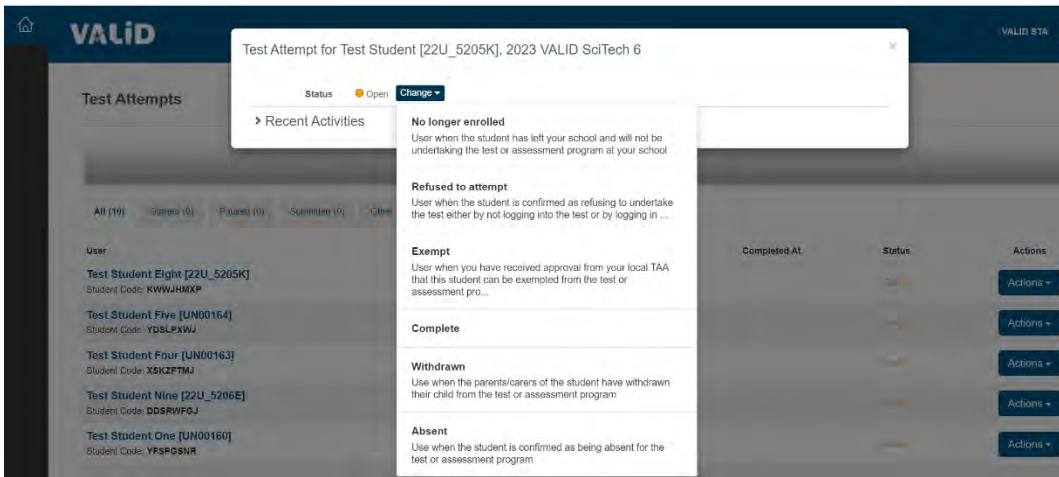 VALiD
VALID STA
Test Attempt for Test Student [22U_5205K], 2023 VALID SciTech 6
×
Test Attempts
Status Open Change
Recent Activities
No longer enrolled
User when the student has left your school and will not be
undertaking the test or assessment program at your school
Refused to attempt
User when the student is confirmed as refusing to undertake
the test either by not logging into the test or by logging in ...
Exempt
User when you have received approval from your local TAA
that this student can be exempted from the test or
assessment pro...
Complete
Withdrawn
Use when the parents/carers of the student have withdrawn
their child from the test or assessment program
Absent
Use when the student is confirmed as being absent for the
test or assessment program
All (10) Started (0) Paused (0) Submitted (0) Other
User Completed At Status Actions
Test Student Eight [22U_5205K]
Student Code: KWWJHMXP
Actions
Test Student Five [UN00164]
Student Code: YDSLPXWJ
Actions
Test Student Four [UN00163]
Student Code: XSKZFTMJ
Actions
Test Student Nine [22U_5206E]
Student Code: DDSRWFGJ
Actions
Test Student One [UN00160]
Student Code: YFSPGSNR
Actions